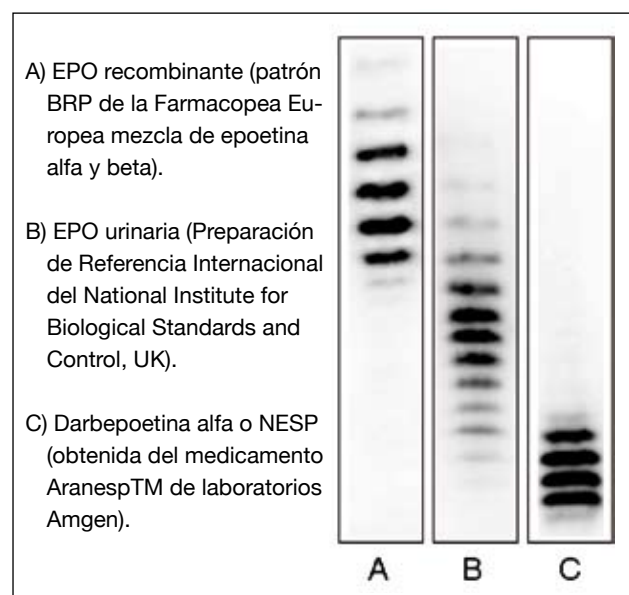 A) EPO recombinante (patrón
BRP de la Farmacopea Eu-
ropea mezcla de epoetina
alfa y beta).
B) EPO urinaria (Preparación
de Referencia Internacional
del National Institute for
Biological Standards and
Control, UK).
C) Darbepoetina alfa o NESP
(obtenida del medicamento
AranespTM de laboratorios
Amgen).
A B C